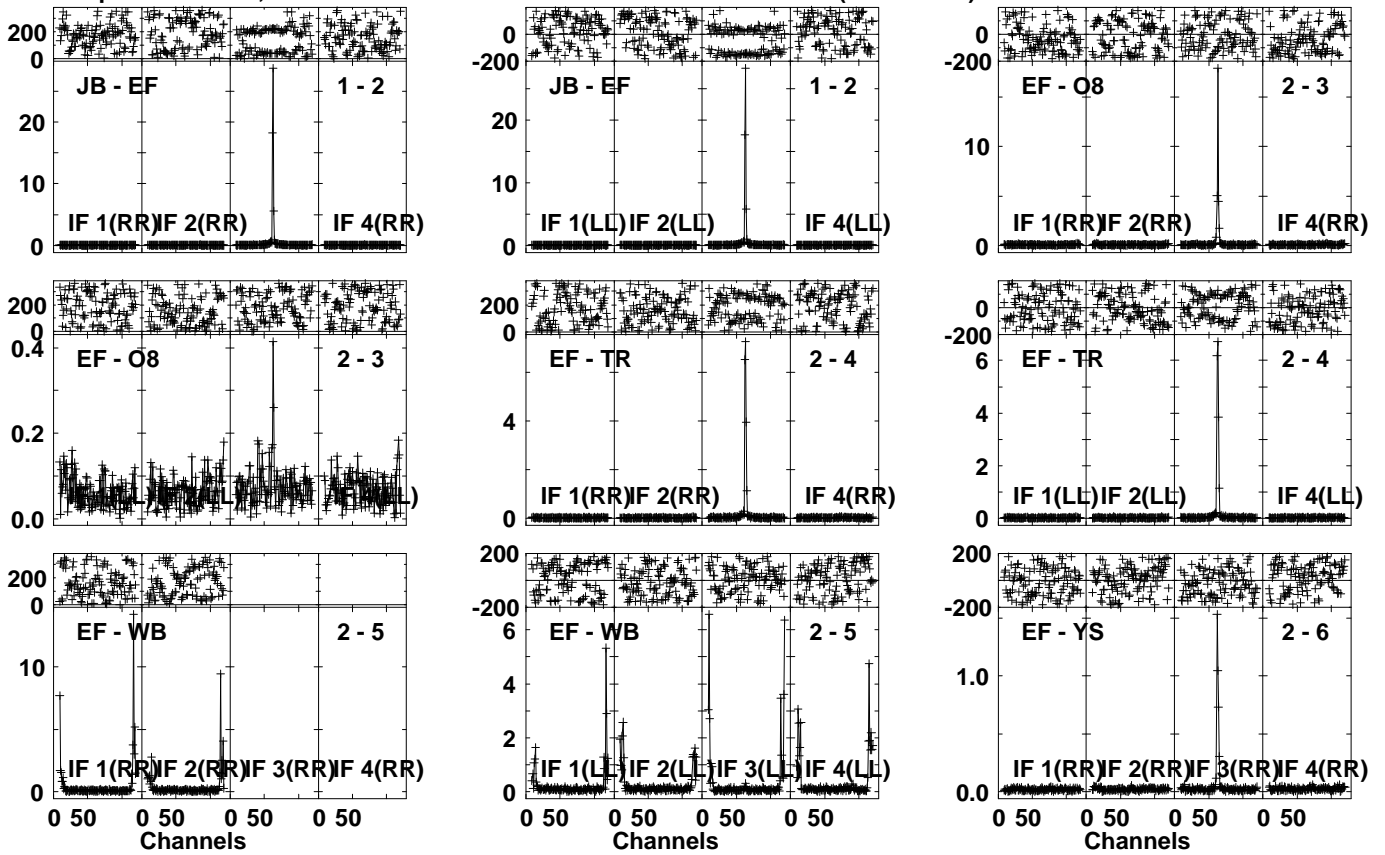 200
0
JB - EF 1 - 2
20
10
0
IF 1(RR) IF 2(RR) IF 4(RR)
0
-200
JB - EF 1 - 2
20
10
0
IF 1(LL) IF 2(LL) IF 4(LL)
0
-200
EF - O8 2 - 3
10
0
IF 1(RR) IF 2(RR) IF 4(RR)
200
0
EF - O8 2 - 3
0.4
0.2
0.0
200
0
EF - TR 2 - 4
4
0
IF 1(RR) IF 2(RR) IF 4(RR)
0
-200
EF - TR 2 - 4
6
4
2
0
IF 1(LL) IF 2(LL) IF 4(LL)
200
0
EF - WB 2 - 5
10
0
IF 1(RR) IF 2(RR) IF 3(RR) IF 4(RR)
0 50 0 50 0 50 0 50
Channels
200
-200
EF - WB 2 - 5
6
4
2
0
IF 1(LL) IF 2(LL) IF 3(LL) IF 4(LL)
0 50 0 50 0 50 0 50
Channels
200
0
-200
EF - YS 2 - 6
1.0
0.0
IF 1(RR) IF 2(RR) IF 3(RR) IF 4(RR)
0 50 0 50 0 50 0 50
Channels